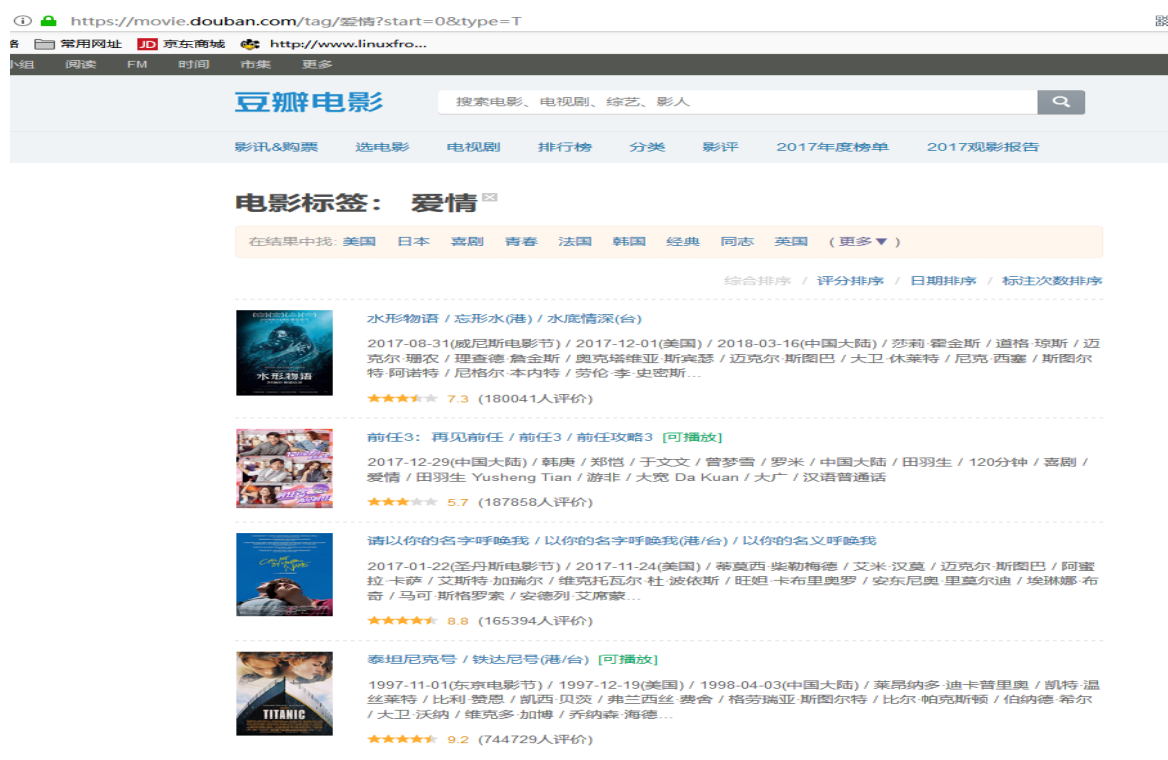 https://movie.douban.com/tag/爱情?start=0&type=T
常用网址 JD 京东商城 http://www.linuxfro...
小组 阅读 FM 时间 市集 更多
豆瓣电影 搜索电影、电视剧、综艺、影人
影讯&购票 选电影 电视剧 排行榜 分类 影评 2017年度榜单 2017观影报告
电影标签： 爱情
在结果中找: 美国 日本 喜剧 青春 法国 韩国 经典 同志 英国 （更多▼）
综合排序 / 评分排序 / 日期排序 / 标注次数排序
水形物语 / 忘形水(港) / 水底情深(台)
2017-08-31(威尼斯电影节) / 2017-12-01(美国) / 2018-03-16(中国大陆) / 莎莉·霍金斯 / 道格·琼斯 / 迈
克尔·珊农 / 理查德·詹金斯 / 奥克塔维亚·斯宾瑟 / 迈克尔·斯图巴 / 大卫·休莱特 / 尼克·西塞 / 斯图尔
特·阿诺特 / 尼格尔·本内特 / 劳伦·李·史密斯...
水形物语
7.3 (180041人评价)
前任3：再见前任 / 前任3 / 前任攻略3 [可播放]
2017-12-29(中国大陆) / 韩庚 / 郑恺 / 于文文 / 曾梦雪 / 罗米 / 中国大陆 / 田羽生 / 120分钟 / 喜剧 /
爱情 / 田羽生 Yusheng Tian / 游非 / 大宽 Da Kuan / 大广 / 汉语普通话
5.7 (187858人评价)
请以你的名字呼唤我 / 以你的名字呼唤我(港/台) / 以你的名义呼唤我
2017-01-22(圣丹斯电影节) / 2017-11-24(美国) / 蒂莫西·柴勒梅德 / 艾米·汉莫 / 迈克尔·斯图巴 / 阿蜜
拉·卡萨 / 艾斯特·加瑞尔 / 维克托瓦尔·杜·波依斯 / 旺妲·卡布里奥罗 / 安东尼奥·里莫尔迪 / 埃琳娜·布
奇 / 马可·斯格罗索 / 安德列·艾席蒙...
8.8 (165394人评价)
泰坦尼克号 / 铁达尼号(港/台) [可播放]
1997-11-01(东京电影节) / 1997-12-19(美国) / 1998-04-03(中国大陆) / 莱昂纳多·迪卡普里奥 / 凯特·温
丝莱特 / 比利·赞恩 / 凯西·贝茨 / 弗兰西丝·费舍 / 格劳瑞亚·斯图尔特 / 比尔·帕克斯顿 / 伯纳德·希尔
/ 大卫·沃纳 / 维克多·加博 / 乔纳森·海德...
TITANIC
9.2 (744729人评价)